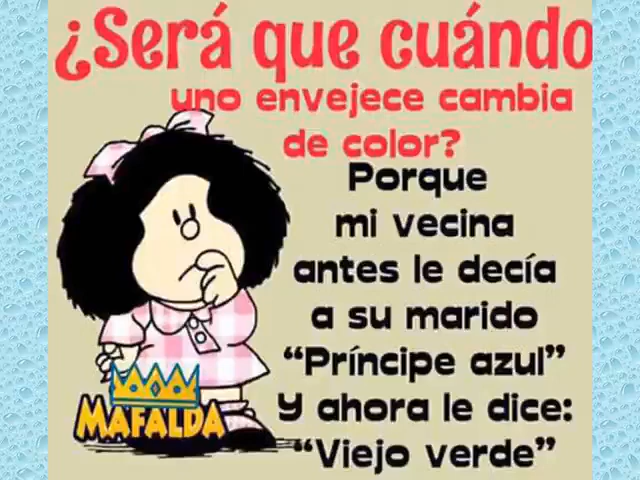 ¿Será que cuándo
uno envejece cambia
de color?
Porque
mi vecina
antes le decía
a su marido
“Príncipe azul”
Y ahora le dice:
“Viejo verde”
MAFALDA